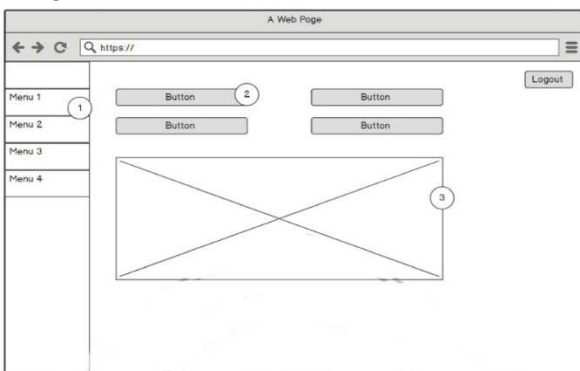 A Web Page
https://
Logout
Menu 1
1
Button
2
Button
Menu 2
Button
Button
Menu 3
Menu 4
3